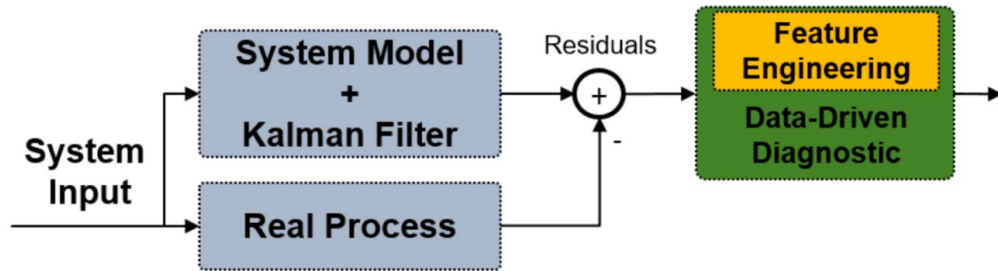 System
Input
System Model
+
Kalman Filter
Real Process
Residuals
+
-
Feature
Engineering
Data-Driven
Diagnostic